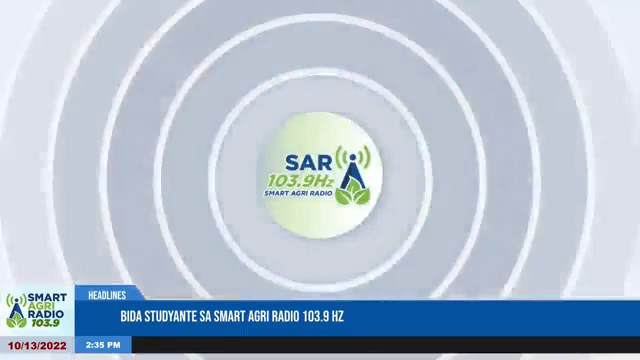 SAR
103.9Hz
SMART AGRI RADIO
SMART
AGRI
RADIO
103.9
HEADLINES
BIDA STUDYANTE SA SMART AGRI RADIO 103.9 HZ
10/13/2022
2:35 PM